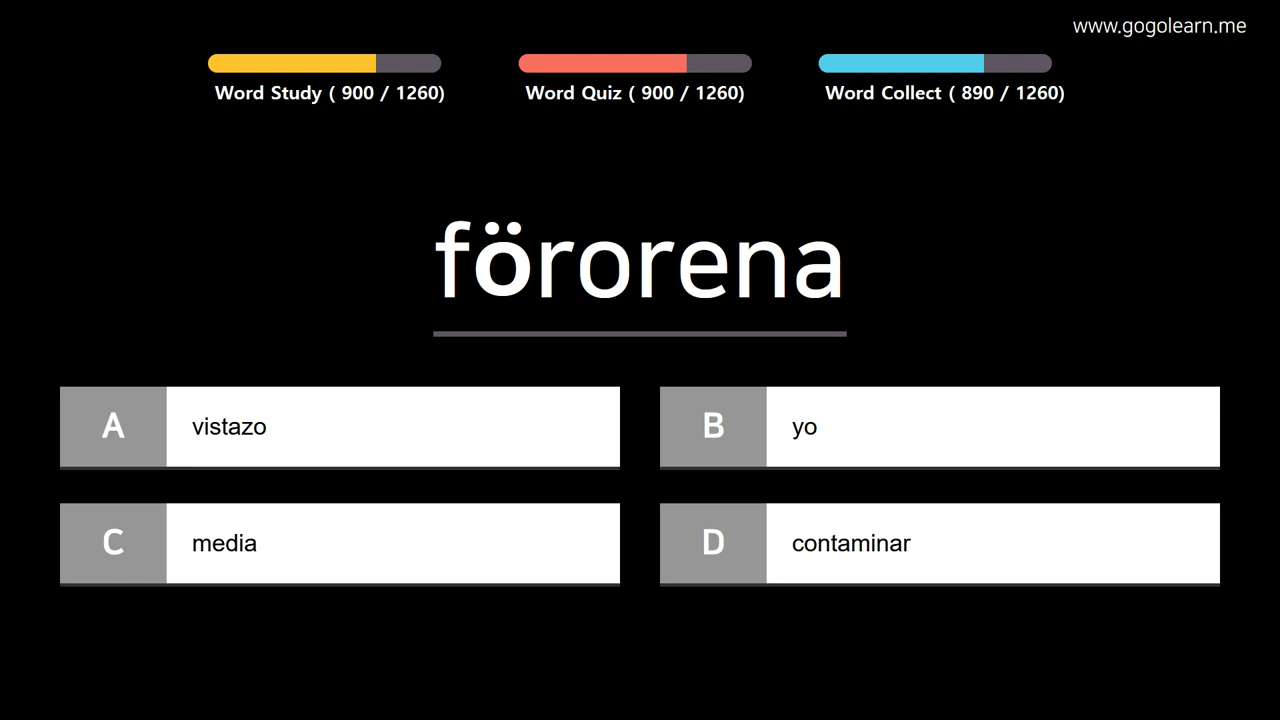 www.gogolearn.me
Word Study ( 900 / 1260)
Word Quiz ( 900 / 1260)
Word Collect ( 890 / 1260)
förorena
A vistazo
B yo
C media
D contaminar